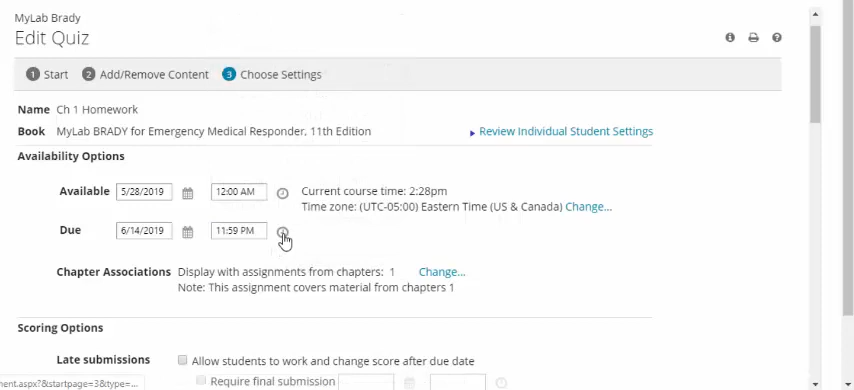 MyLab Brady
Edit Quiz
1 Start 2 Add/Remove Content 3 Choose Settings
Name Ch 1 Homework
Book MyLab BRADY for Emergency Medical Responder, 11th Edition Review Individual Student Settings
Availability Options
Available 5/28/2019 12:00 AM Current course time: 2:28pm
Time zone: (UTC-05:00) Eastern Time (US & Canada) Change...
Due 6/14/2019 11:59 PM
Chapter Associations Display with assignments from chapters: 1 Change...
Note: This assignment covers material from chapters 1
Scoring Options
Late submissions Allow students to work and change score after due date
Require final submission
ment.aspx?&startpage=3&type=...